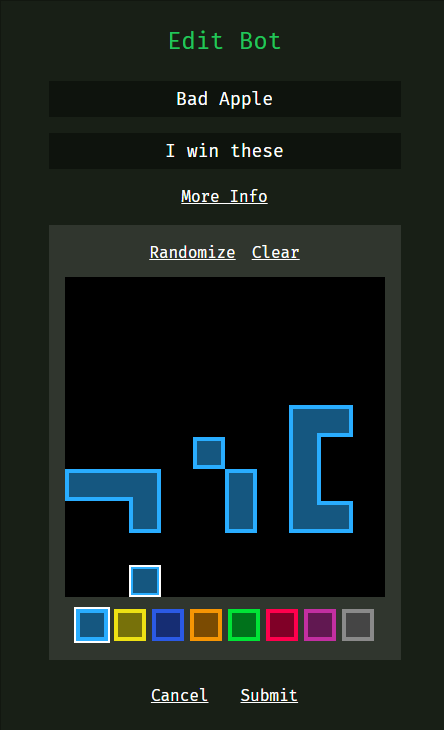 Edit Bot
Bad Apple
I win these
More Info
Randomize Clear
Cancel Submit